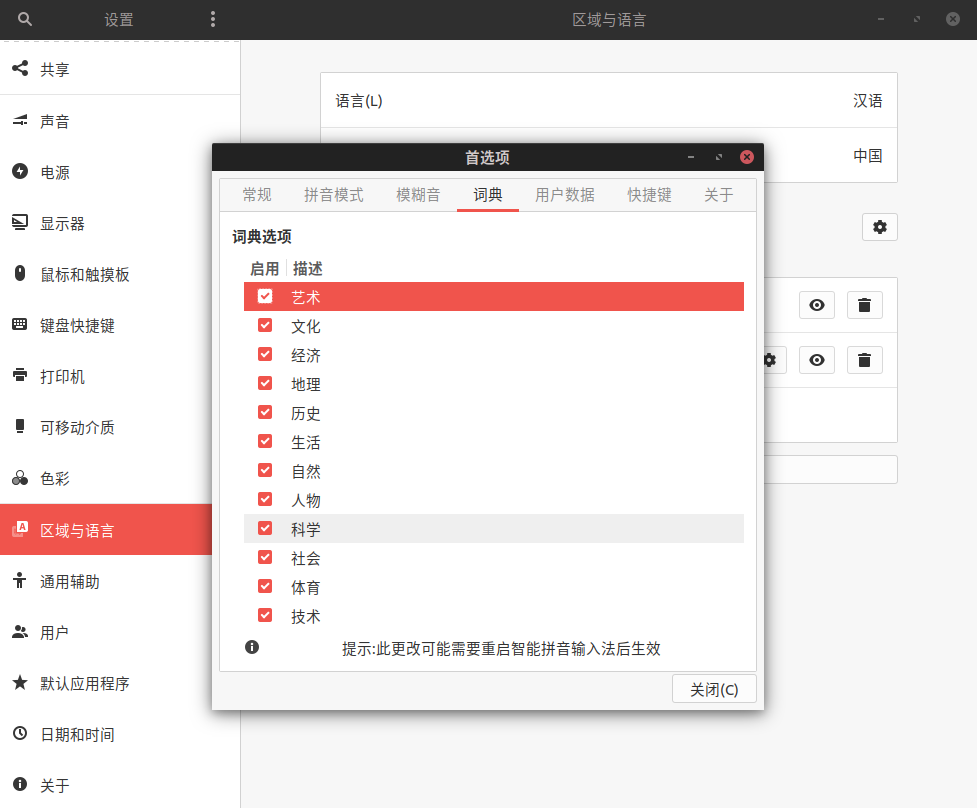 设置
区域与语言
共享
声音
电源
显示器
鼠标和触摸板
键盘快捷键
打印机
可移动介质
色彩
区域与语言
通用辅助
用户
默认应用程序
日期和时间
关于
语言(L) 汉语
中国
首选项
常规 拼音模式 模糊音 词典 用户数据 快捷键 关于
词典选项
启用 描述
艺术
文化
经济
地理
历史
生活
自然
人物
科学
社会
体育
技术
提示:此更改可能需要重启智能拼音输入法后生效
关闭(C)